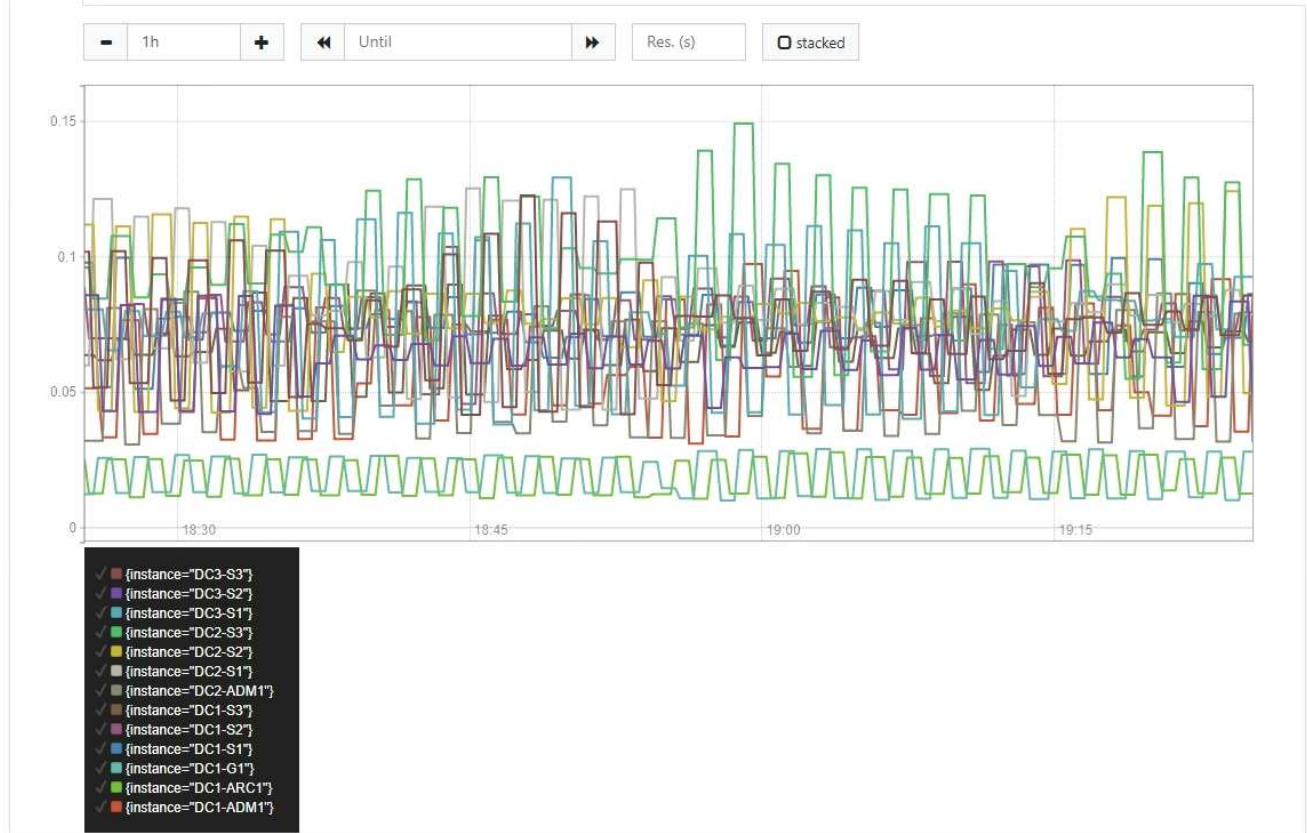 1h Until Res. (s) stacked
0.15
0.1
0.05
0
18:30 18:45 19:00 19:15
{instance="DC3-S3"}
{instance="DC3-S2"}
{instance="DC3-S1"}
{instance="DC2-S3"}
{instance="DC2-S2"}
{instance="DC2-S1"}
{instance="DC2-ADM1"}
{instance="DC1-S3"}
{instance="DC1-S2"}
{instance="DC1-S1"}
{instance="DC1-G1"}
{instance="DC1-ARC1"}
{instance="DC1-ADM1"}